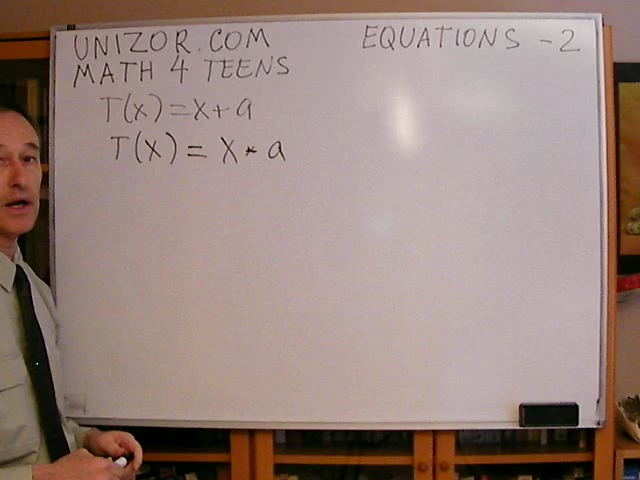 UNIZOR.COM
EQUATIONS - 2
MATH 4 TEENS
T(x) = x + a
T(x) = x * a